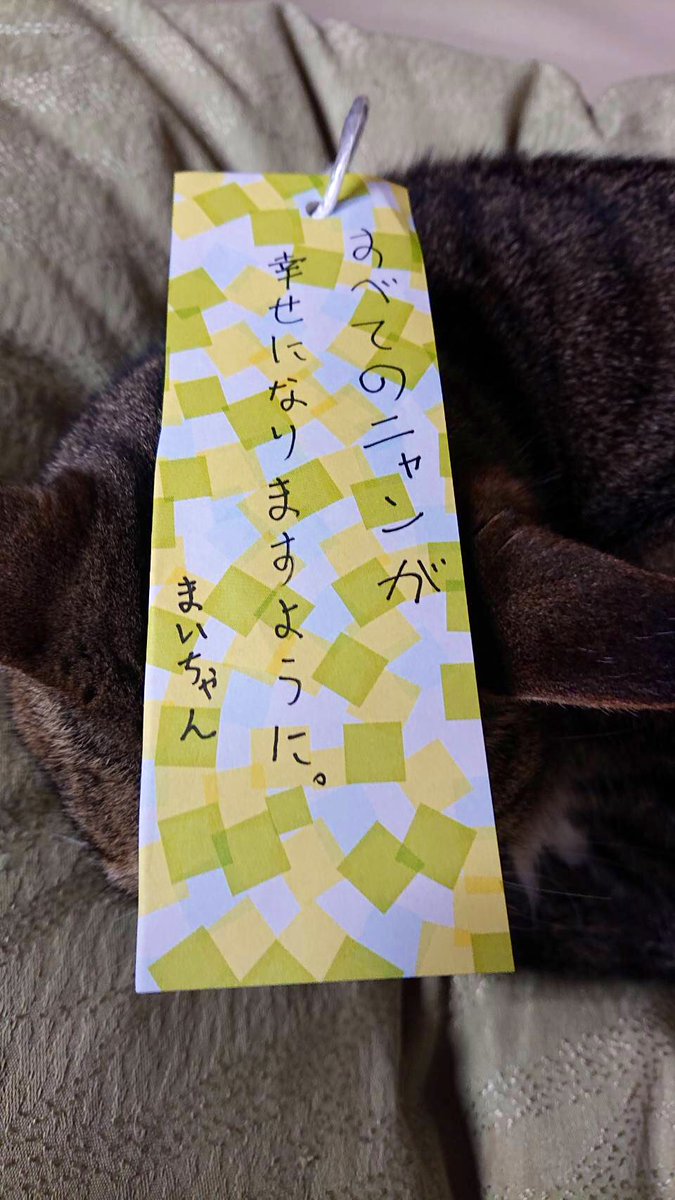 すべてのニャンが
幸せになりますように。
まいちゃん